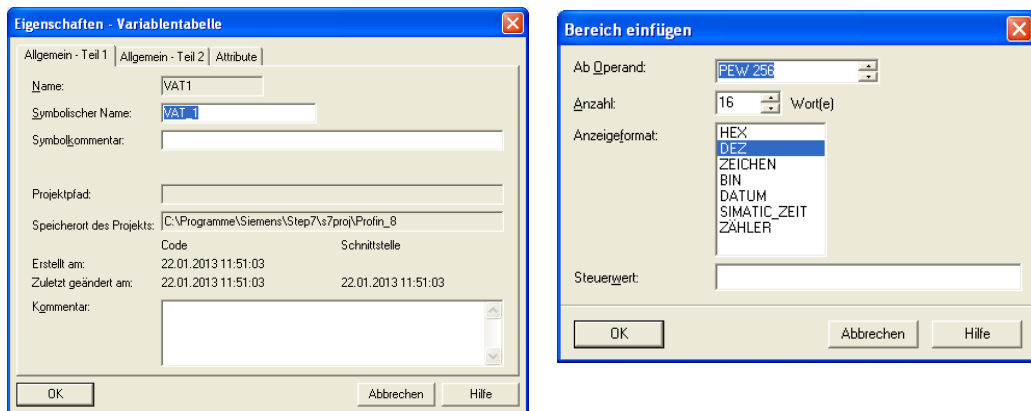 Eigenschaften - Variablentabelle
Allgemein - Teil 1
Allgemein - Teil 2
Attribute
Name:
VAT1
Symbolischer Name:
VAT_1
Symbolkommentar:
Projektpfad:
Speicherort des Projekts:
C:\Programme\Siemens\Step7\s7proj\Profin_8
Code
Schnittstelle
Erstellt am:
22.01.2013 11:51:03
Zuletzt geändert am:
22.01.2013 11:51:03
22.01.2013 11:51:03
Kommentar:
OK
Abbrechen
Hilfe
Bereich einfügen
Ab Operand:
PEW 256
Anzahl:
16
Wort(e)
Anzeigeformat:
HEX
DEZ
ZEICHEN
BIN
DATUM
SIMATIC_ZEIT
ZÄHLER
Steuerwert:
OK
Abbrechen
Hilfe